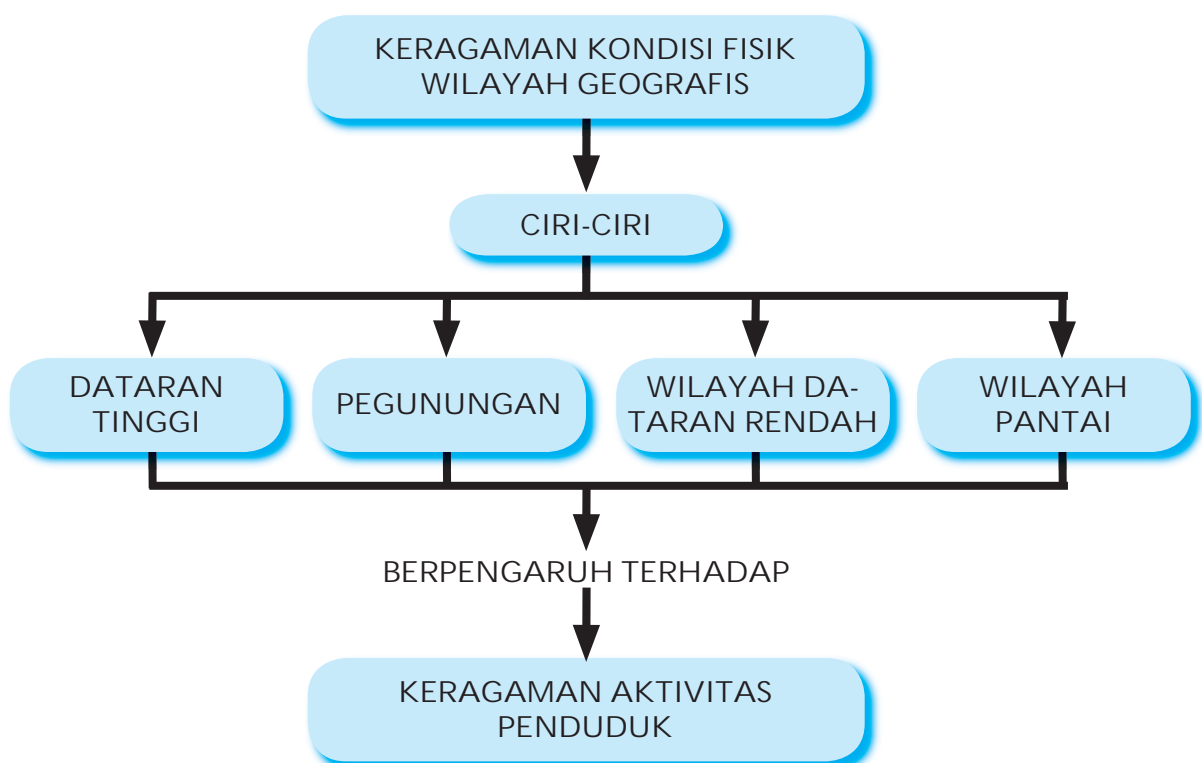 KERAGAMAN KONDISI FISIK
WILAYAH GEOGRAFIS
CIRI-CIRI
DATARAN
TINGGI
PEGUNUNGAN
WILAYAH DA-
TARAN RENDAH
WILAYAH
PANTAI
BERPENGARUH TERHADAP
KERAGAMAN AKTIVITAS
PENDUDUK